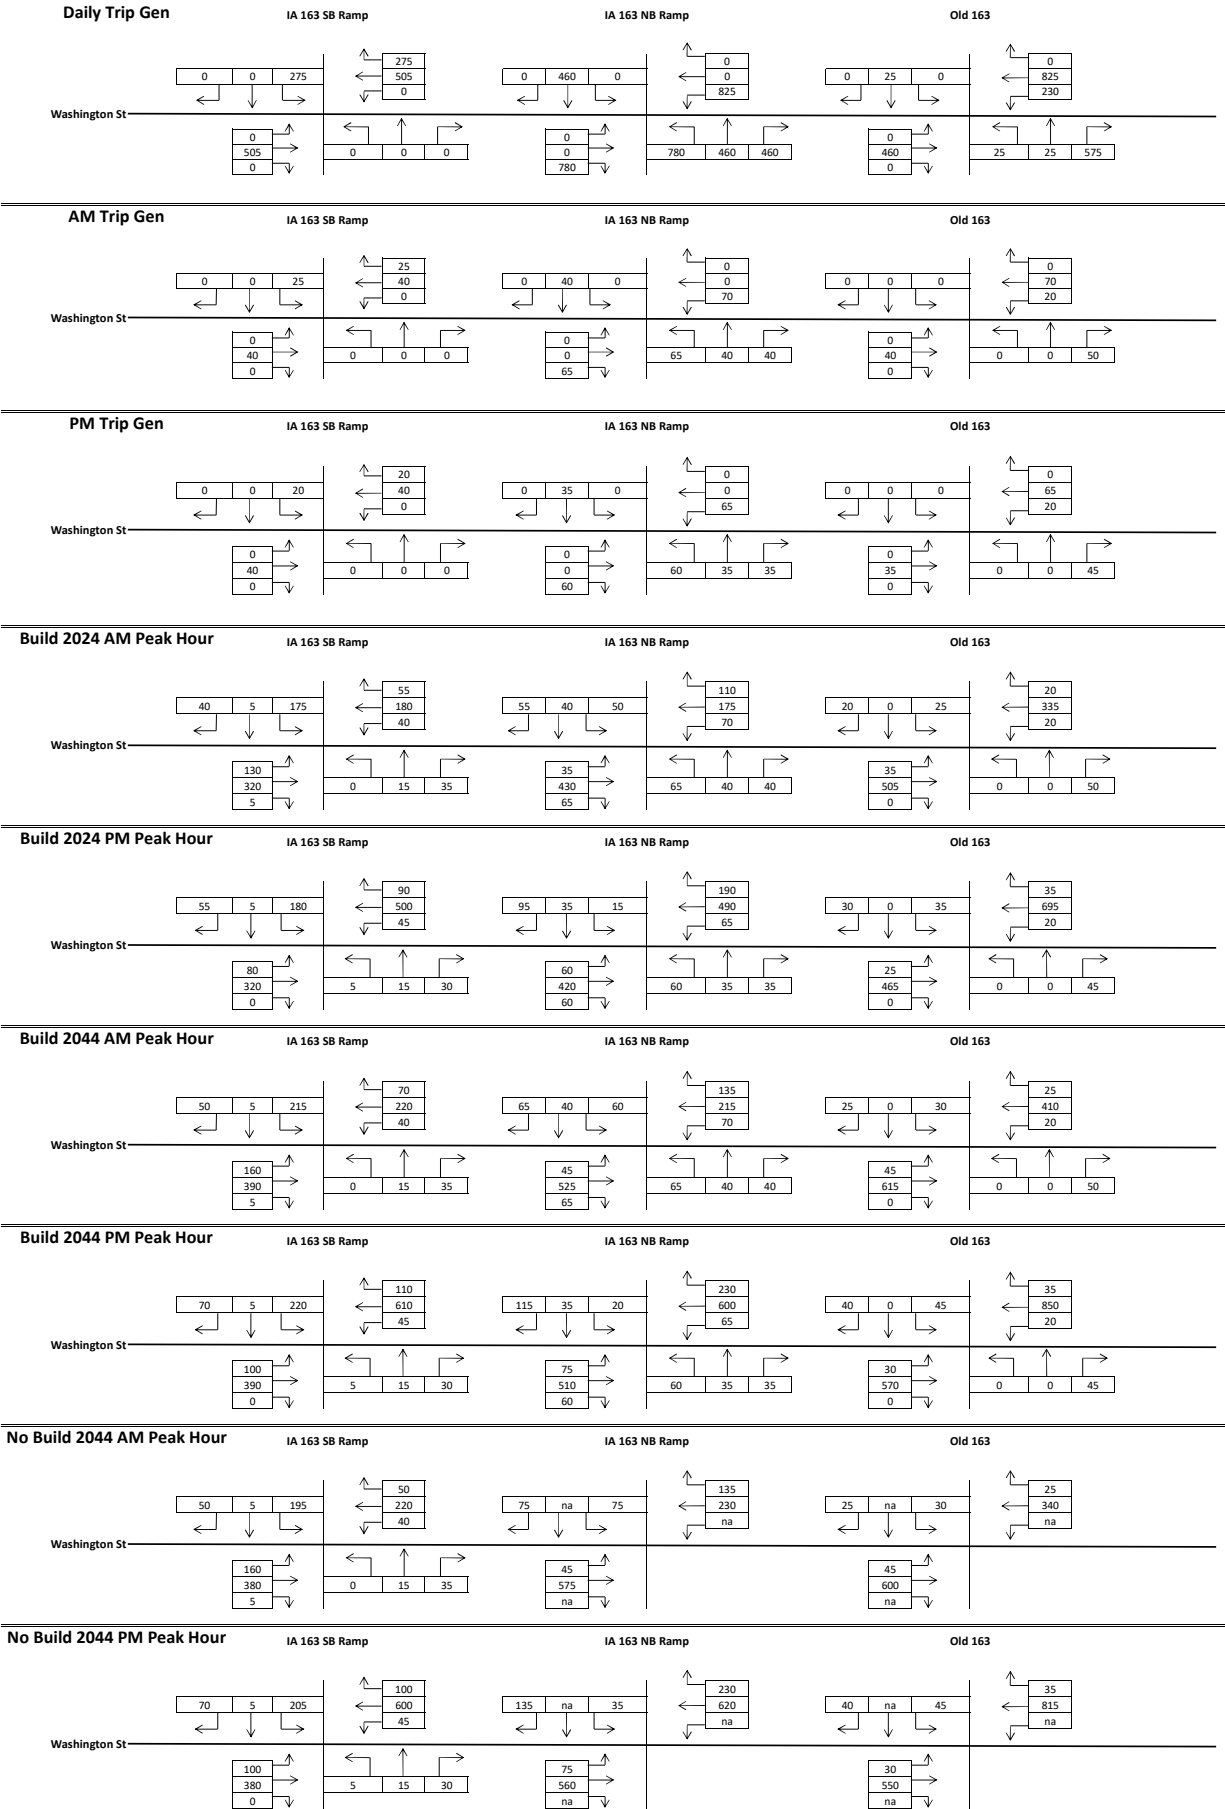 Daily Trip Gen IA 163 SB Ramp IA 163 NB Ramp Old 163
275 0 0
0 0 275 505 0 460 0 0 0 25 0 825
0 825 230
Washington St
0 0 0
505 0 0 0 0 780 460 460 460 25 25 575
0 780 0
AM Trip Gen IA 163 SB Ramp IA 163 NB Ramp Old 163
25 0 0
0 0 25 40 0 40 0 0 0 0 0 70
0 70 20
Washington St
0 0 0
40 0 0 0 0 65 40 40 40 0 0 50
0 65 0
PM Trip Gen IA 163 SB Ramp IA 163 NB Ramp Old 163
20 0 0
0 0 20 40 0 35 0 0 0 0 0 65
0 65 20
Washington St
0 0 0
40 0 0 0 0 60 35 35 35 0 0 45
0 60 0
Build 2024 AM Peak Hour IA 163 SB Ramp IA 163 NB Ramp Old 163
55 110 20
40 5 175 180 55 40 50 175 20 0 25 335
40 70 20
Washington St
130 35 35
320 0 15 35 430 65 40 40 505 0 0 50
5 65 0
Build 2024 PM Peak Hour IA 163 SB Ramp IA 163 NB Ramp Old 163
90 190 35
55 5 180 500 95 35 15 490 30 0 35 695
45 65 20
Washington St
80 60 25
320 5 15 30 420 60 35 35 465 0 0 45
0 60 0
Build 2044 AM Peak Hour IA 163 SB Ramp IA 163 NB Ramp Old 163
70 135 25
50 5 215 220 65 40 60 215 25 0 30 410
40 70 20
Washington St
160 45 45
390 0 15 35 525 65 40 40 615 0 0 50
5 65 0
Build 2044 PM Peak Hour IA 163 SB Ramp IA 163 NB Ramp Old 163
110 230 35
70 5 220 610 115 35 20 600 40 0 45 850
45 65 20
Washington St
100 75 30
390 5 15 30 510 60 35 35 570 0 0 45
0 60 0
No Build 2044 AM Peak Hour IA 163 SB Ramp IA 163 NB Ramp Old 163
50 135 25
50 5 195 220 75 na 75 230 25 na 30 340
40 na na
Washington St
160 45 45
380 0 15 35 575 600
5 na na
No Build 2044 PM Peak Hour IA 163 SB Ramp IA 163 NB Ramp Old 163
100 230 35
70 5 205 600 135 na 35 620 40 na 45 815
45 na na
Washington St
100 75 30
380 5 15 30 560 550
0 na na